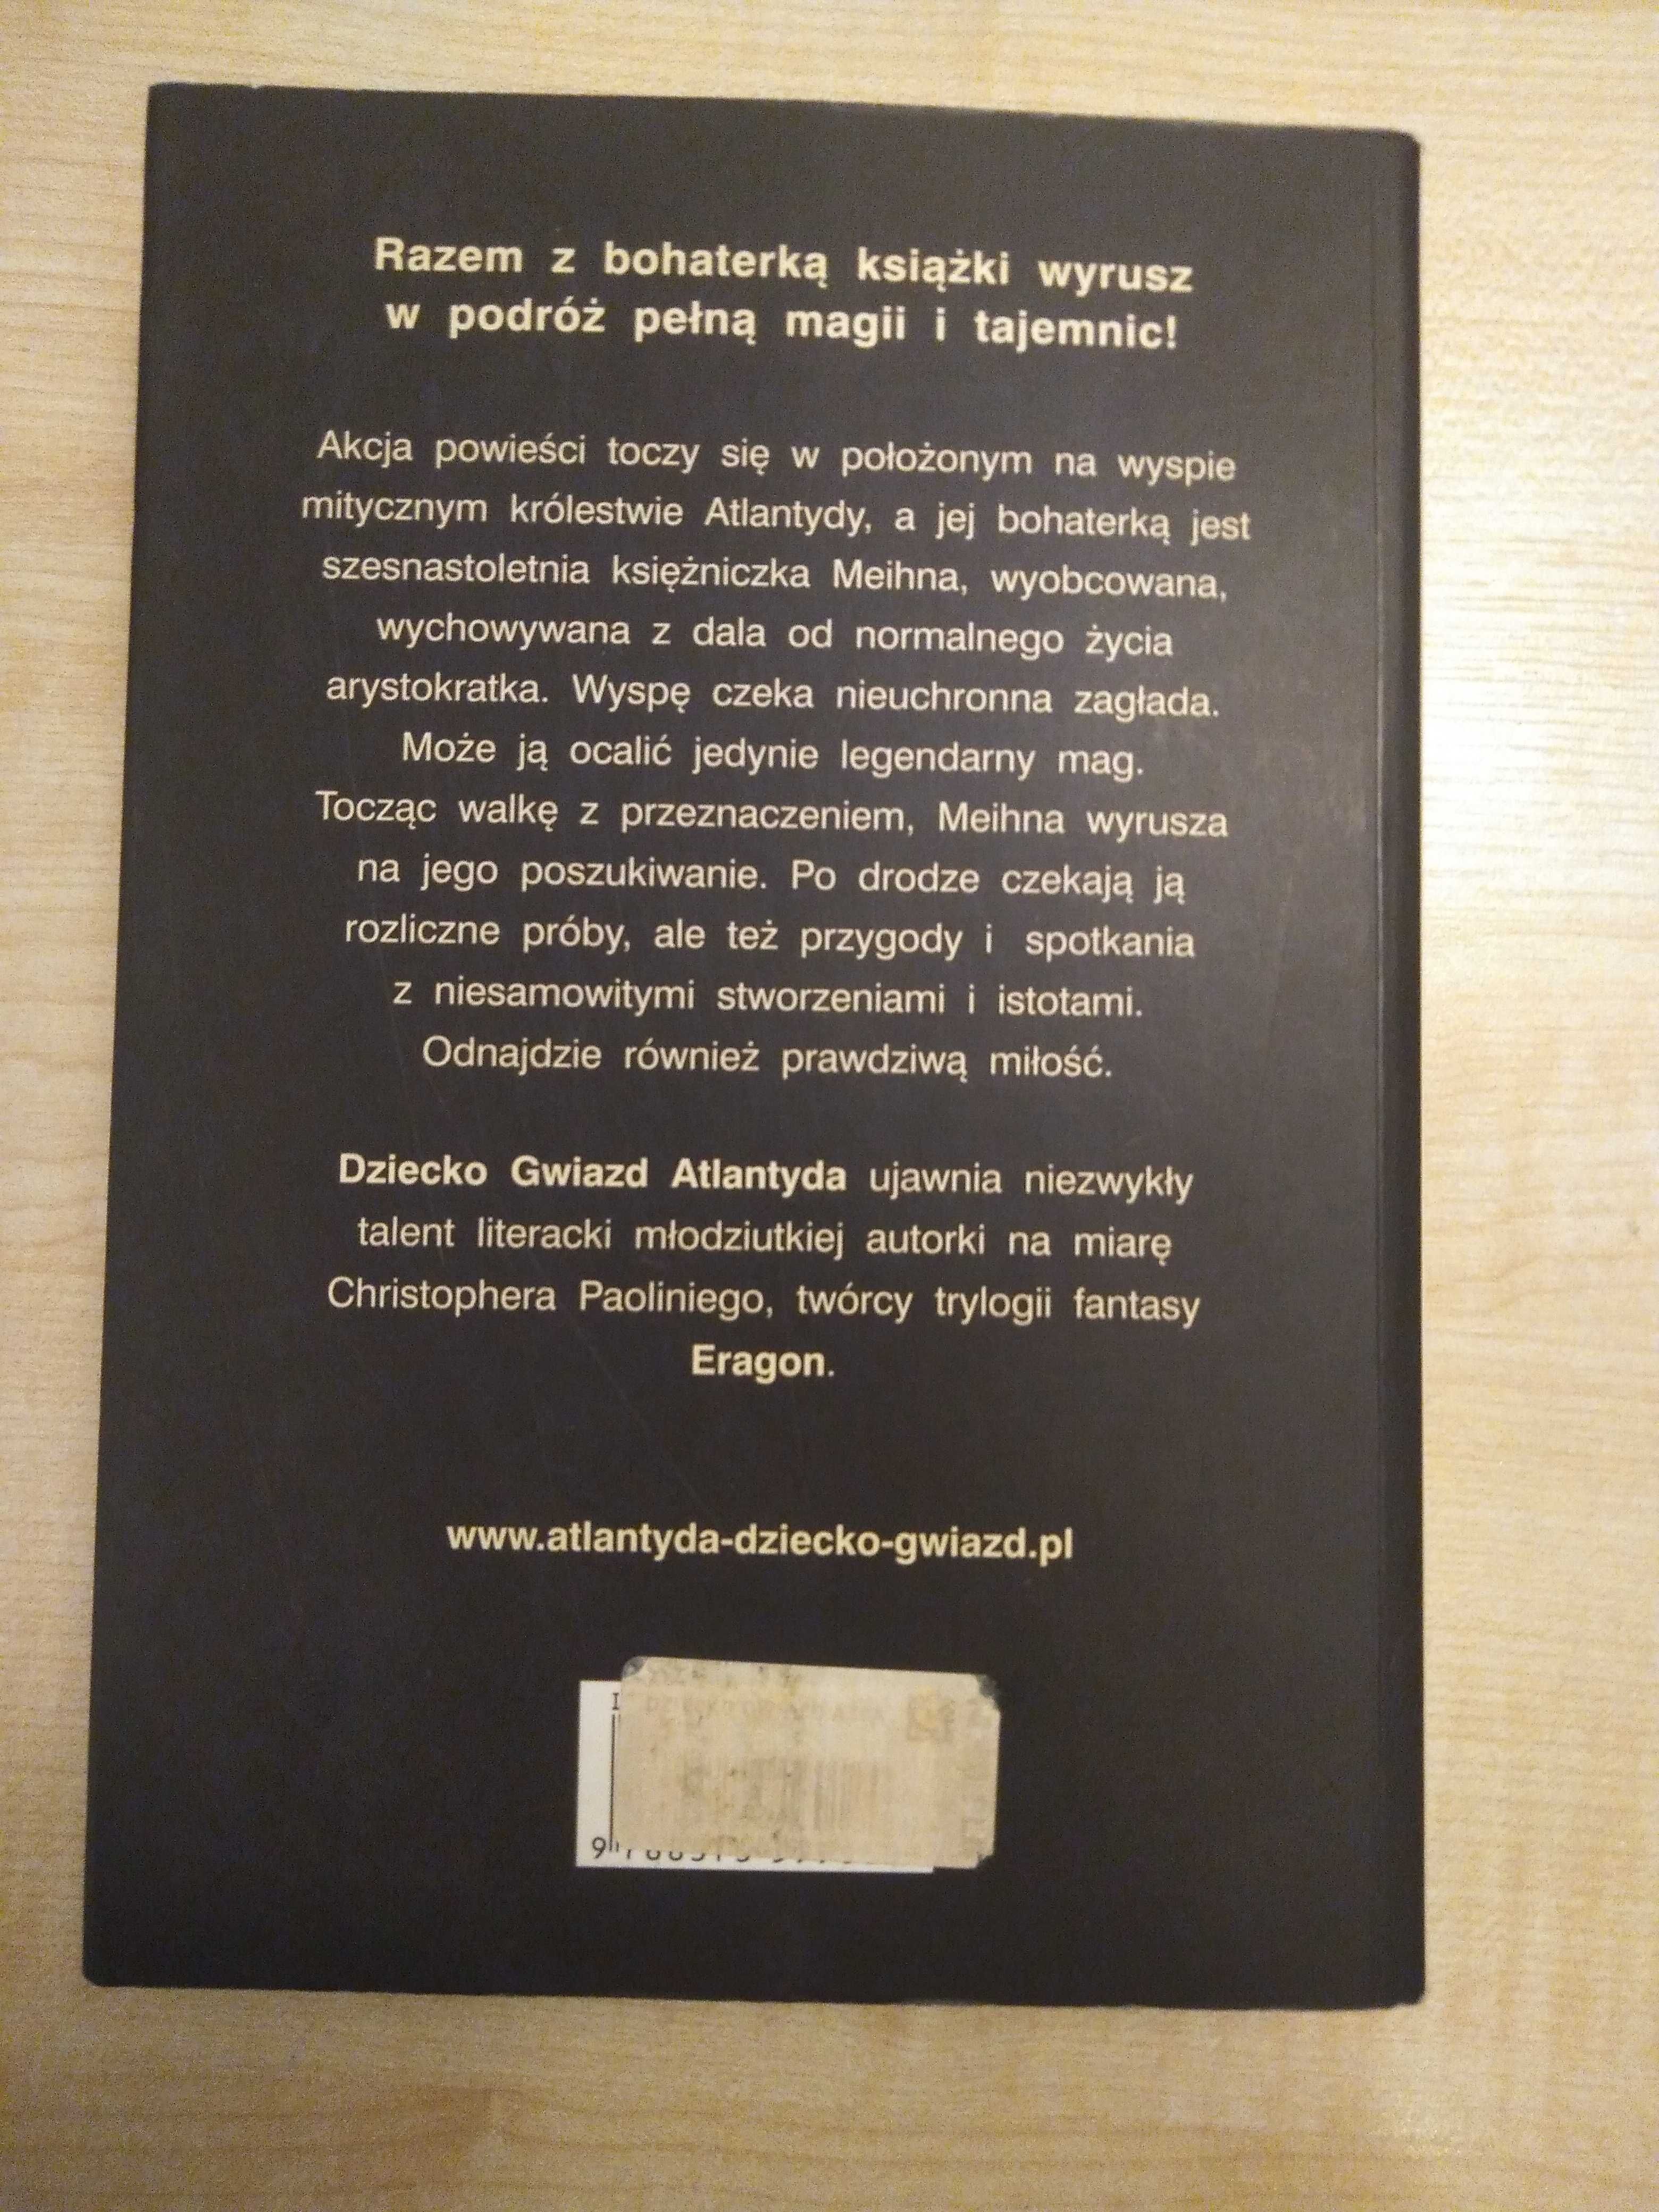 Razem z bohaterką książki wyrusz
w podróż pełną magii i tajemnic!
Akcja powieści toczy się w położonym na wyspie
mitycznym królestwie Atlantydy, a jej bohaterką jest
szesnastoletnia księżniczka Meihna, wyobcowana,
wychowywana z dala od normalnego życia
arystokratka. Wyspę czeka nieuchronna zagłada.
Może ją ocalić jedynie legendarny mag.
Tocząc walkę z przeznaczeniem, Meihna wyrusza
na jego poszukiwanie. Po drodze czekają ją
rozliczne próby, ale też przygody i spotkania
z niesamowitymi stworzeniami i istotami.
Odnajdzie również prawdziwą miłość.
Dziecko Gwiazd Atlantyda ujawnia niezwykły
talent literacki młodziutkiej autorki na miarę
Christophera Paoliniego, twórcy trylogii fantasy
Eragon.
www.atlantyda-dziecko-gwiazd.pl
9